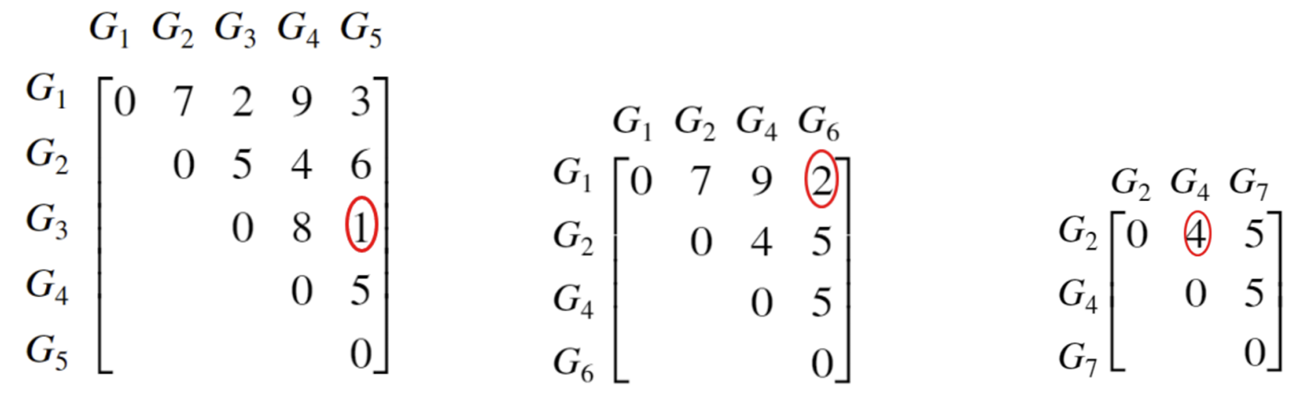 G₁ G₂ G₃ G₄ G₅
G₁ 0 7 2 9 3
G₂ 0 5 4 6
G₃ 0 8 1
G₄ 0 5
G₅ 0
G₁ G₂ G₄ G₆
G₁ 0 7 9 2
G₂ 0 4 5
G₄ 0 5
G₆ 0
G₂ G₄ G₇
G₂ 0 4 5
G₄ 0 5
G₇ 0